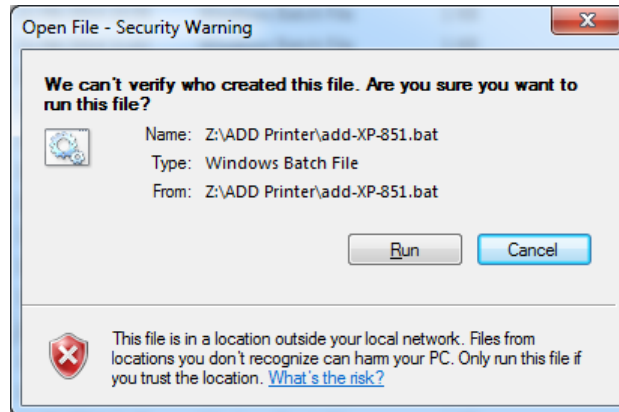 Open File - Security Warning
We can't verify who created this file. Are you sure you want to
run this file?
Name: Z:\ADD Printer\add-XP-851.bat
Type: Windows Batch File
From: Z:\ADD Printer\add-XP-851.bat
Run Cancel
This file is in a location outside your local network. Files from
locations you don't recognize can harm your PC. Only run this file if
you trust the location. What's the risk?